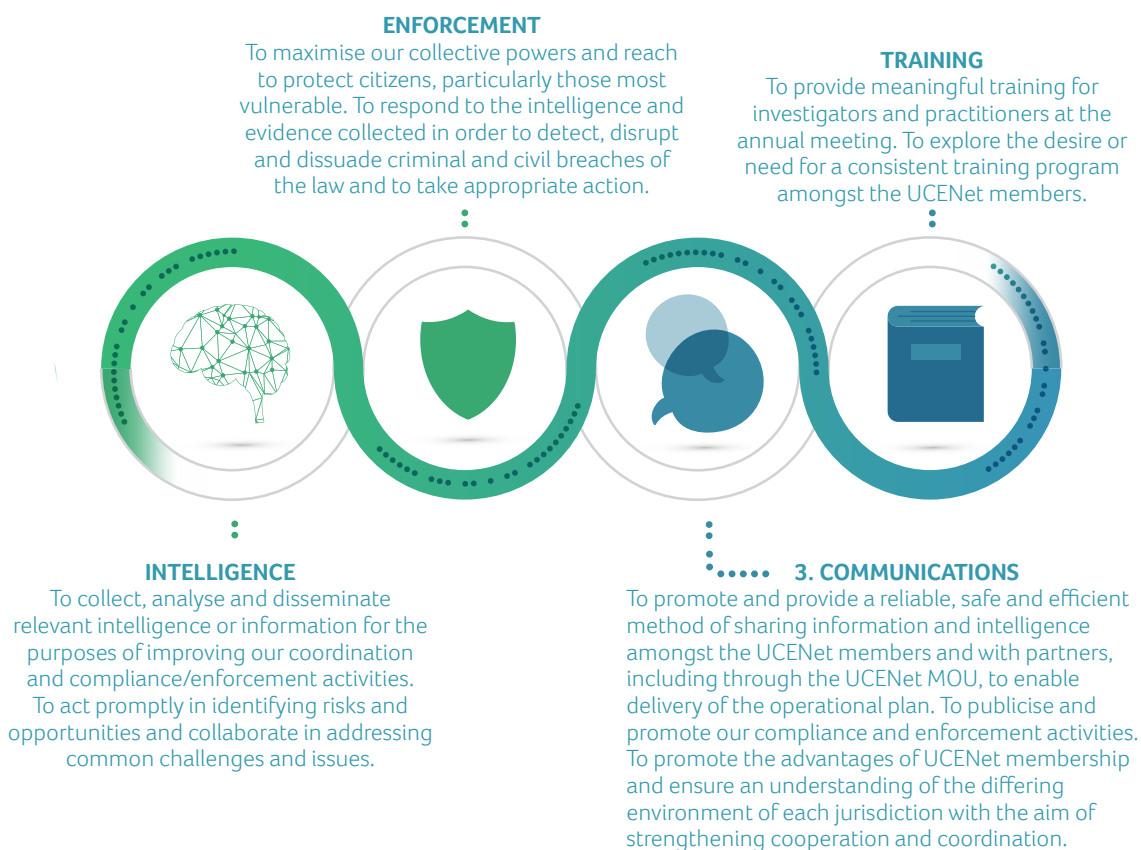 ENFORCEMENT
To maximise our collective powers and reach
to protect citizens, particularly those most
vulnerable. To respond to the intelligence and
evidence collected in order to detect, disrupt
and dissuade criminal and civil breaches of
the law and to take appropriate action.
TRAINING
To provide meaningful training for
investigators and practitioners at the
annual meeting. To explore the desire or
need for a consistent training program
amongst the UCENet members.
INTELLIGENCE
To collect, analyse and disseminate
relevant intelligence or information for the
purposes of improving our coordination
and compliance/enforcement activities.
To act promptly in identifying risks and
opportunities and collaborate in addressing
common challenges and issues.
3. COMMUNICATIONS
To promote and provide a reliable, safe and efficient
method of sharing information and intelligence
amongst the UCENet members and with partners,
including through the UCENet MOU, to enable
delivery of the operational plan. To publicise and
promote our compliance and enforcement activities.
To promote the advantages of UCENet membership
and ensure an understanding of the differing
environment of each jurisdiction with the aim of
strengthening cooperation and coordination.